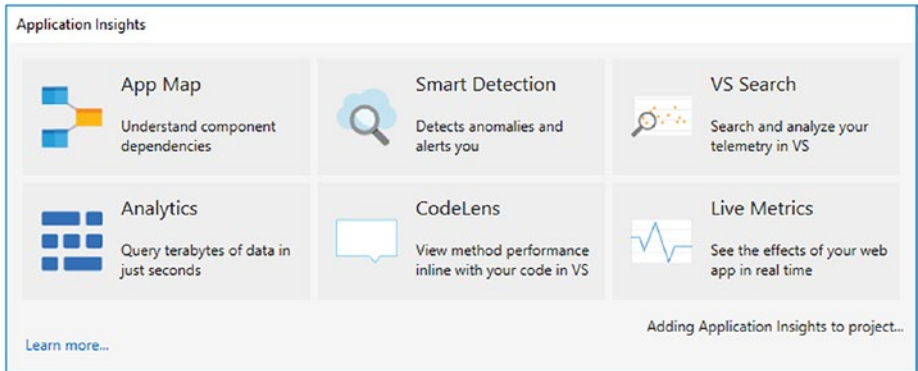 Application Insights
App Map
Understand component
dependencies
Smart Detection
Detects anomalies and
alerts you
VS Search
Search and analyze your
telemetry in VS
Analytics
Query terabytes of data in
just seconds
CodeLens
View method performance
inline with your code in VS
Live Metrics
See the effects of your web
app in real time
Adding Application Insights to project...
Learn more...